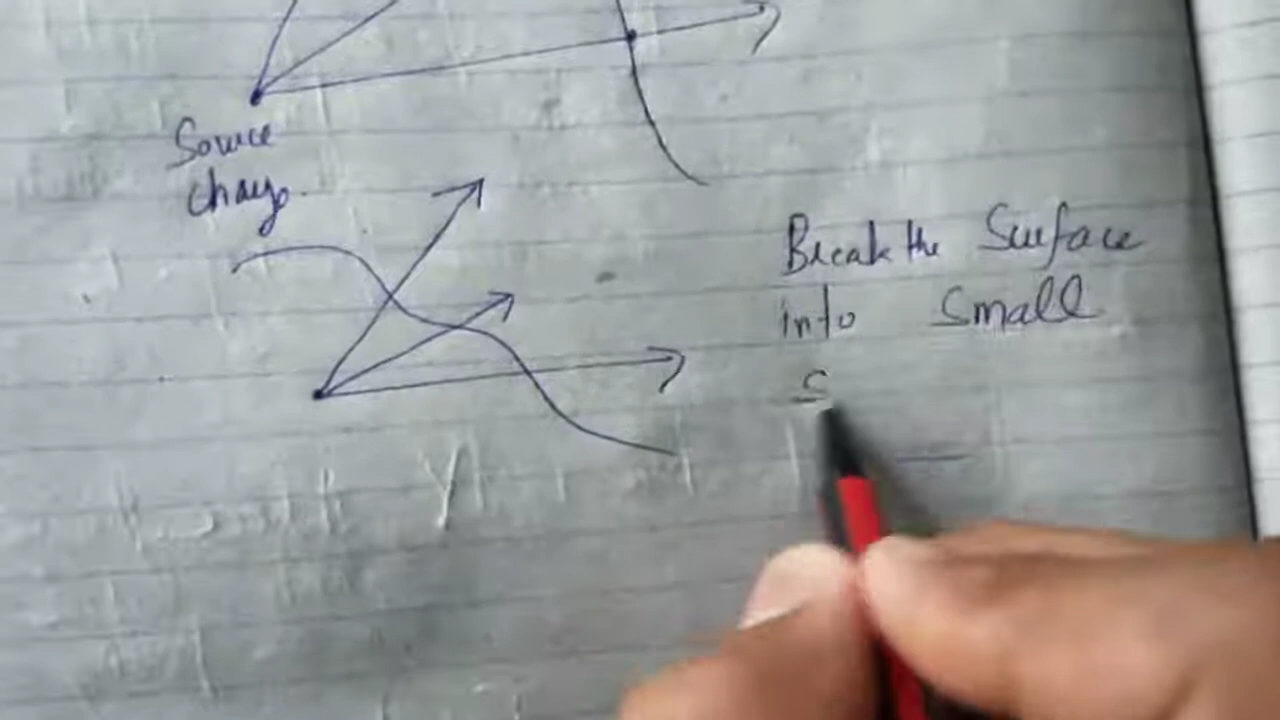 Source
charge
Break the Surface
into Small
S